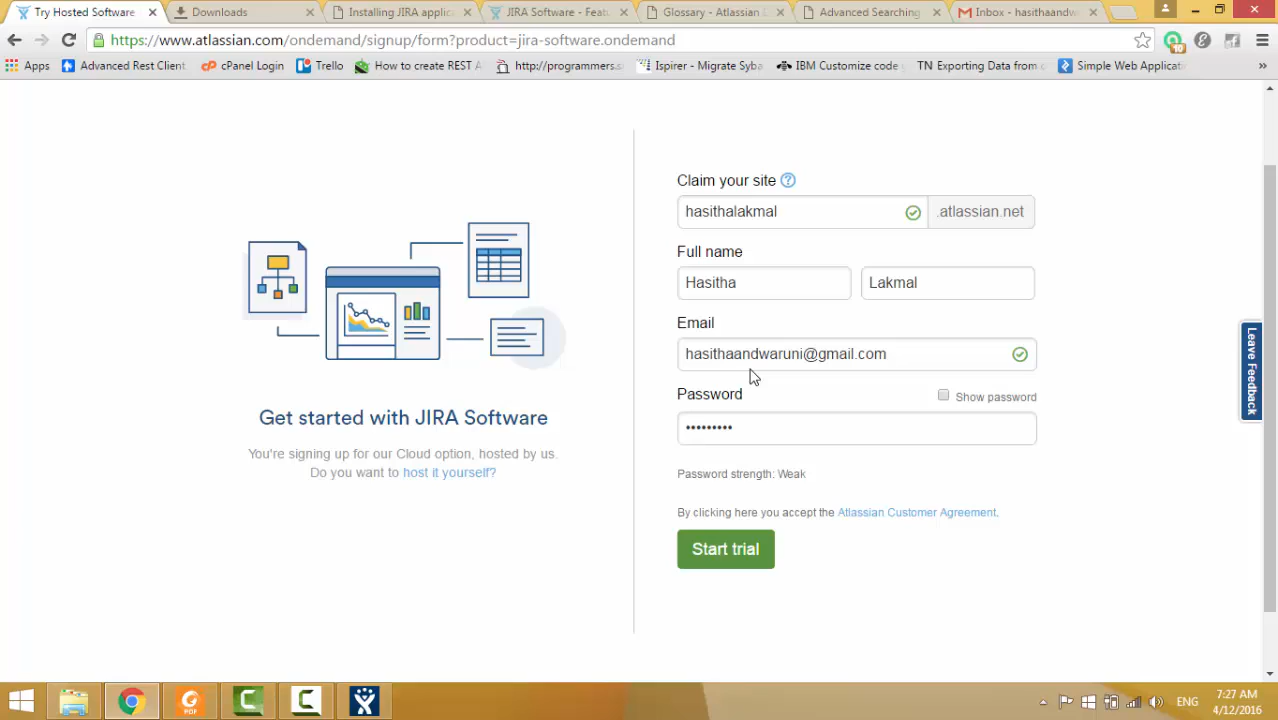 Try Hosted Software
Downloads
Installing JIRA applic
JIRA Software - Featu
Glossary - Atlassian
Advanced Searching
Inbox - hasithaandw
https://www.atlassian.com/ondemand/signup/form?product=jira-software.ondemand
10
Apps
Advanced Rest Client
cPanel Login
Trello
How to create REST A
http://programmers.s
Ispirer - Migrate Syba
IBM Customize code
TN Exporting Data from
Simple Web Applicati
»
Claim your site ?
hasithalakmal
.atlassian.net
Full name
Hasitha
Lakmal
Email
hasithaandwaruni@gmail.com
Password
Show password
•••••••••
Password strength: Weak
By clicking here you accept the Atlassian Customer Agreement.
Start trial
Get started with JIRA Software
You're signing up for our Cloud option, hosted by us.
Do you want to host it yourself?
Leave Feedback
PDF
ENG
7:27 AM
4/12/2016